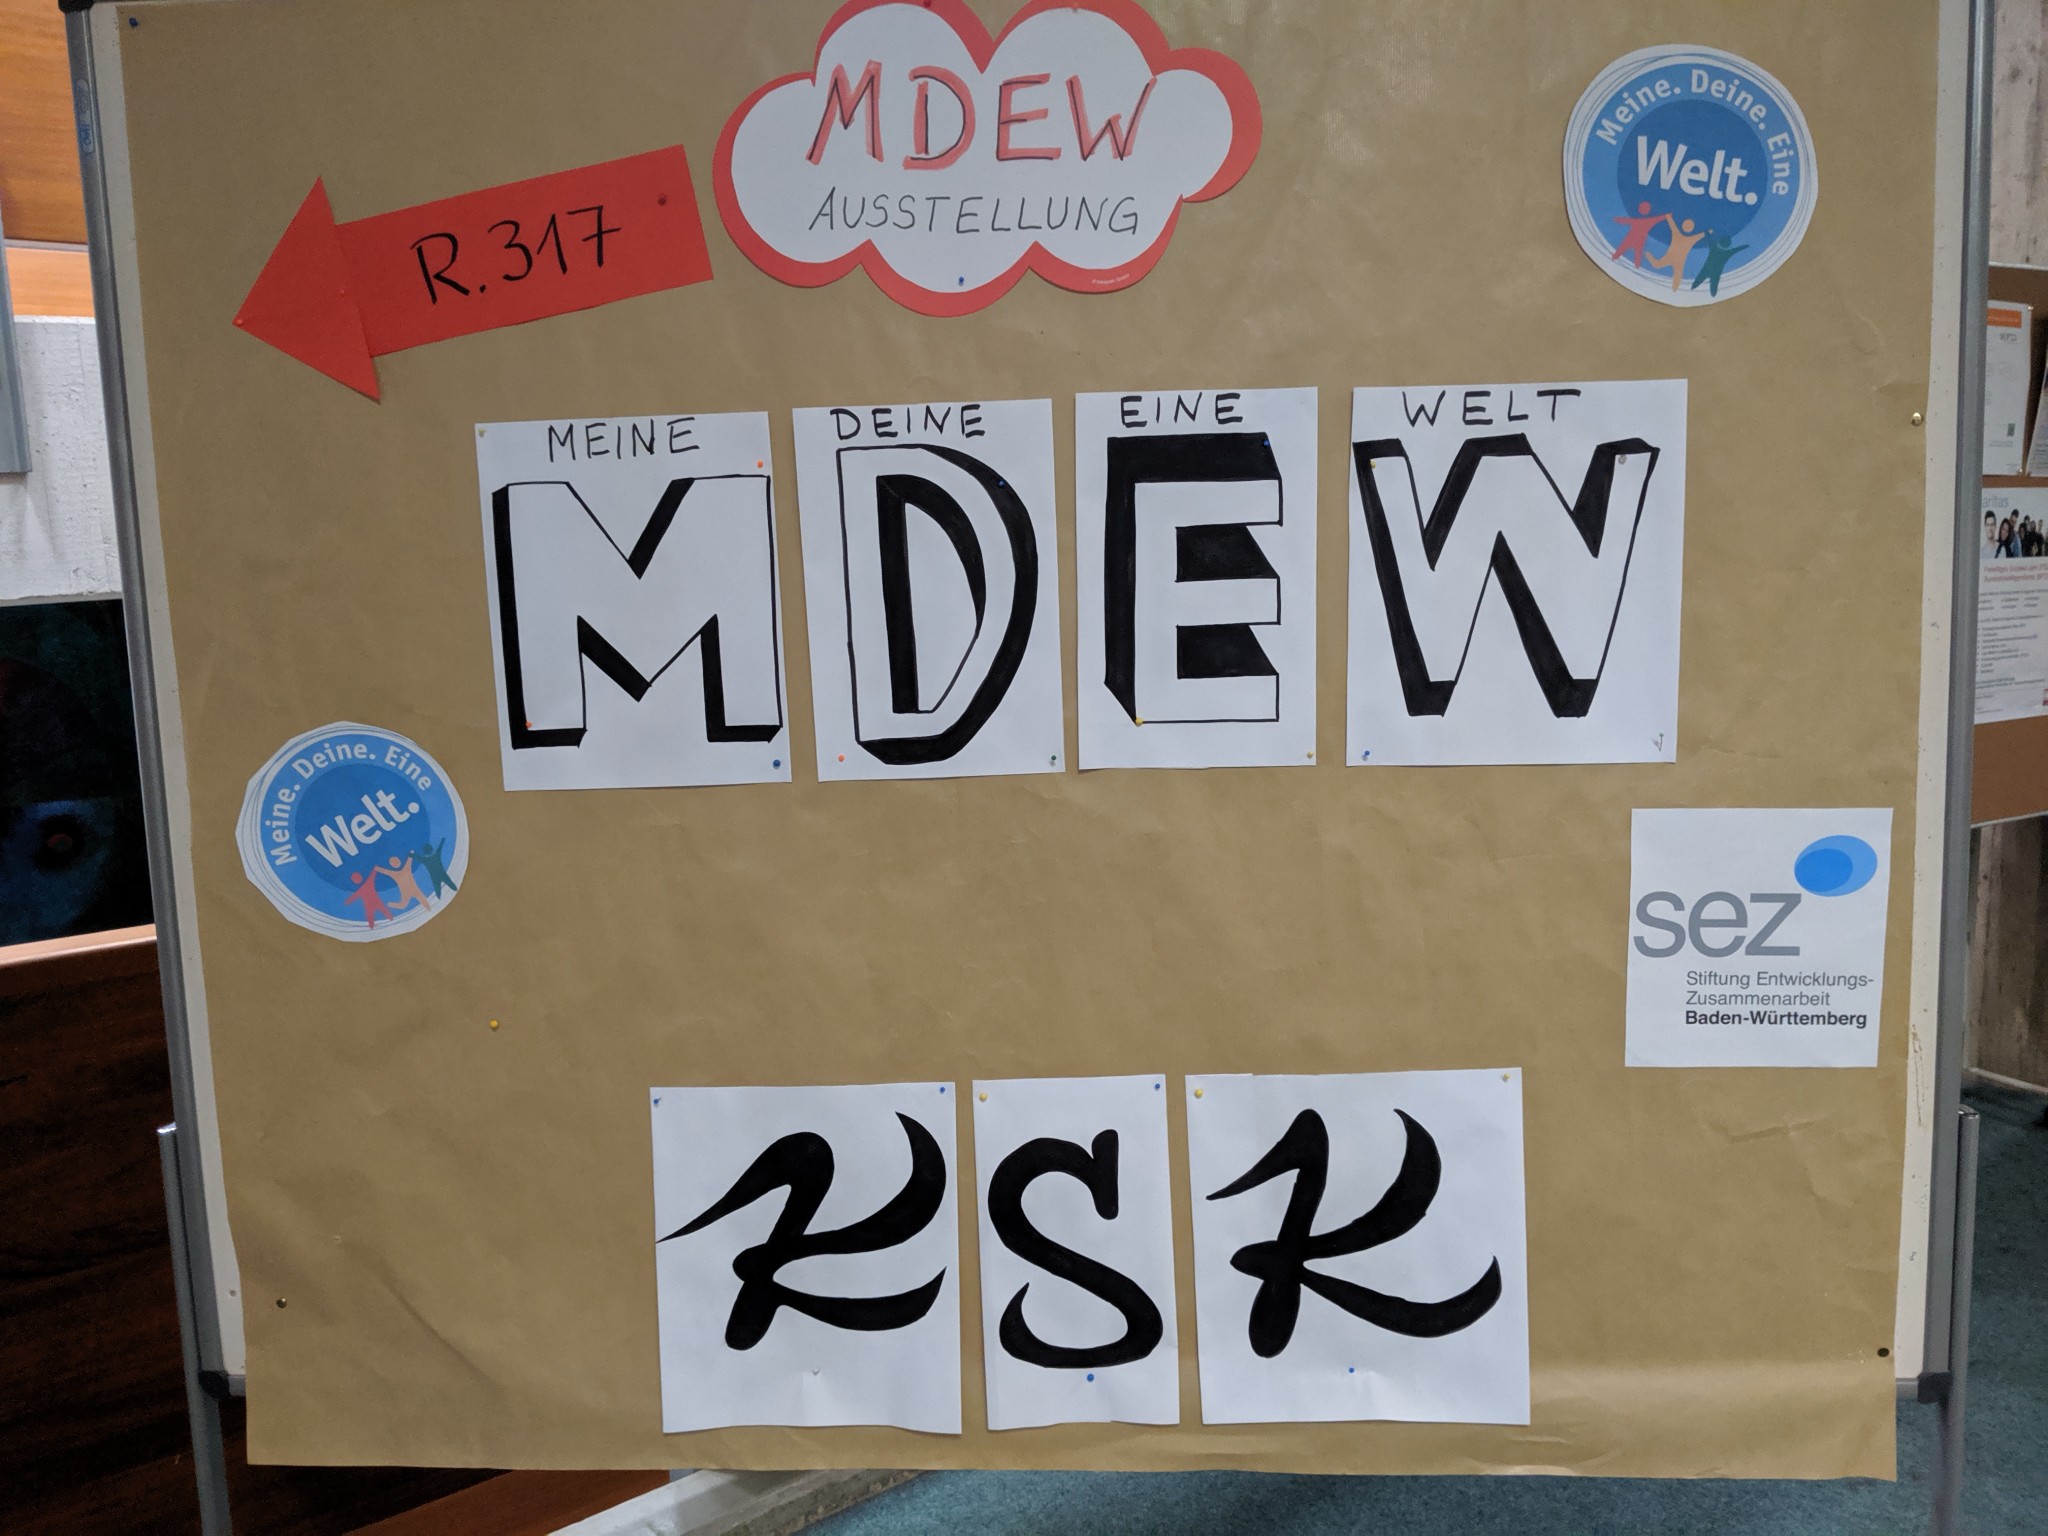 MDEW
AUSSTELLUNG
R.317
Meine. Deine. Eine
Welt.
MEINE DEINE EINE WELT
MDEW
Meine. Deine. Eine
Welt.
sez
Stiftung Entwicklungs-
Zusammenarbeit
Baden-Württemberg
KSK